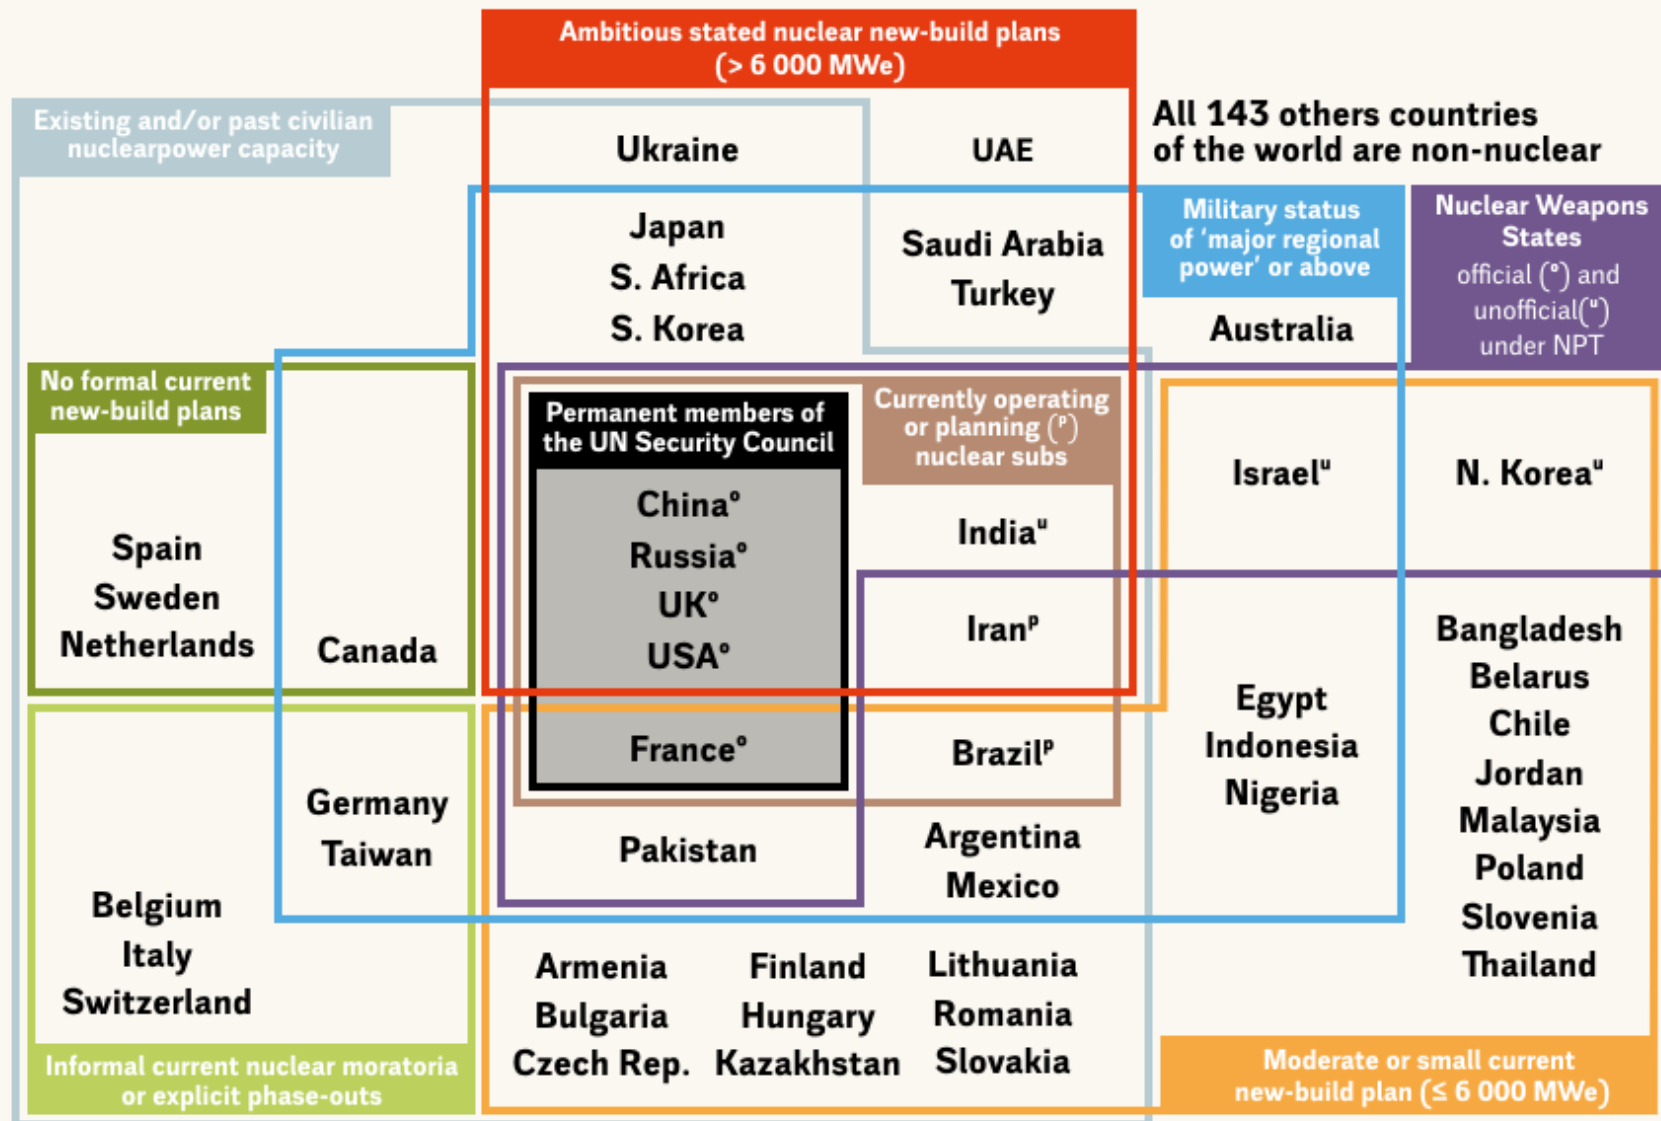 Ambitious stated nuclear new-build plans
(> 6 000 MWe)
Existing and/or past civilian
nuclearpower capacity
Ukraine
UAE
All 143 others countries
of the world are non-nuclear
Japan
S. Africa
S. Korea
Saudi Arabia
Turkey
Military status
of ‘major regional
power’ or above
Australia
Nuclear Weapons
States
official (°) and
unofficial(ᵘ)
under NPT
No formal current
new-build plans
Spain
Sweden
Netherlands
Canada
Permanent members of
the UN Security Council
China°
Russia°
UK°
USA°
France°
Currently operating
or planning (ᵖ)
nuclear subs
Indiaᵘ
Iranᵖ
Brazilᵖ
Israelᵘ
N. Koreaᵘ
Egypt
Indonesia
Nigeria
Bangladesh
Belarus
Chile
Jordan
Malaysia
Poland
Slovenia
Thailand
Germany
Taiwan
Pakistan
Argentina
Mexico
Belgium
Italy
Switzerland
Armenia
Bulgaria
Czech Rep.
Finland
Hungary
Kazakhstan
Lithuania
Romania
Slovakia
Informal current nuclear moratoria
or explicit phase-outs
Moderate or small current
new-build plan (≤ 6 000 MWe)